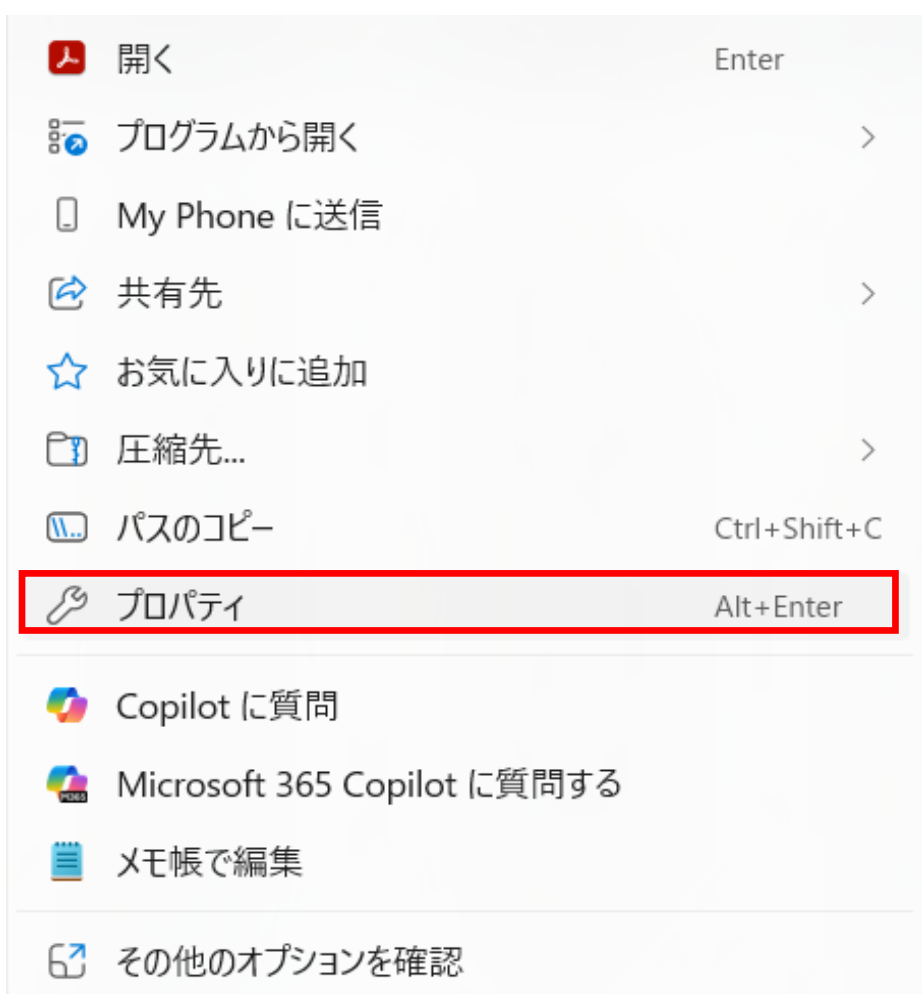 開く Enter
プログラムから開く
My Phone に送信
共有先
お気に入りに追加
圧縮先...
パスのコピー Ctrl+Shift+C
プロパティ Alt+Enter
Copilot に質問
M365
Microsoft 365 Copilot に質問する
メモ帳で編集
その他のオプションを確認